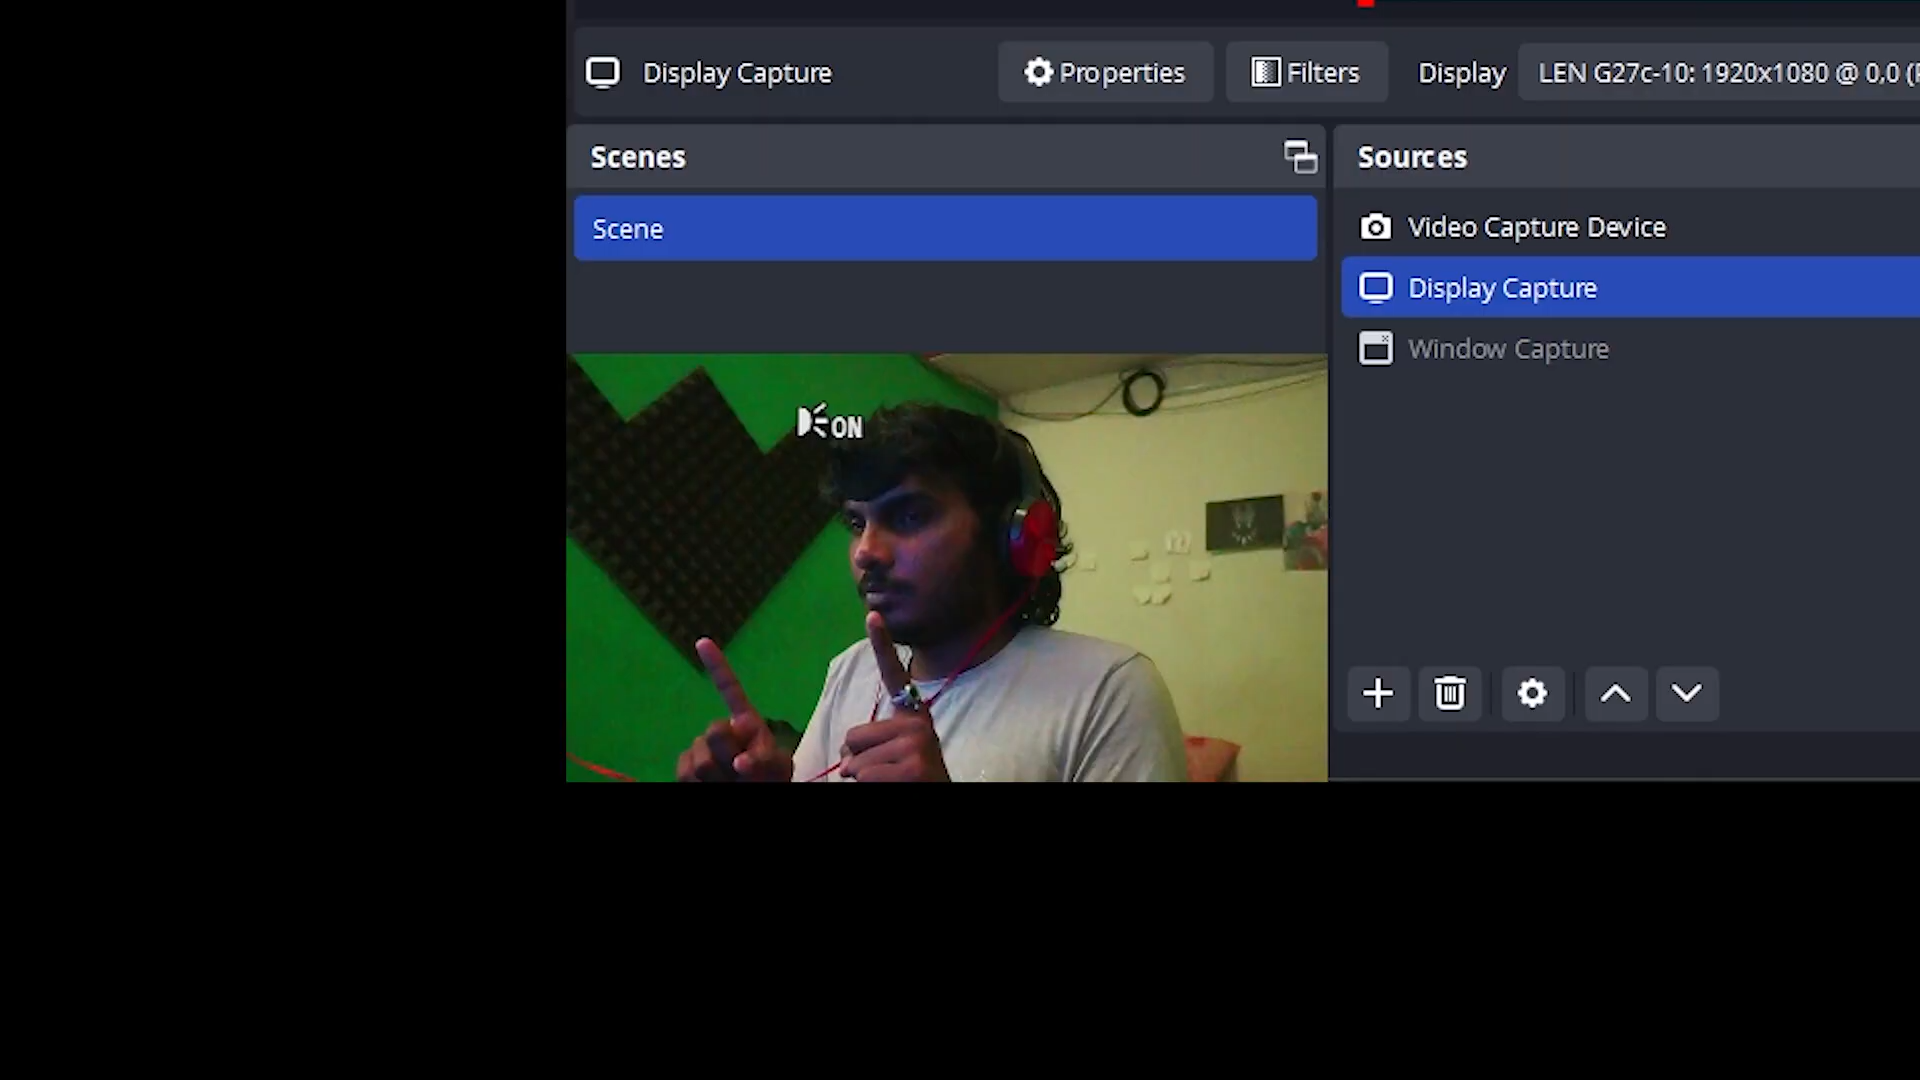 Display Capture
Properties
Filters
Display
LEN G27c-10: 1920x1080 @ 0,0 (P
Scenes
Sources
Scene
Video Capture Device
Display Capture
Window Capture
ON